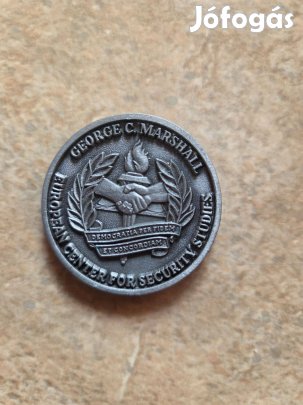 Jófogás
GEORGE C. MARSHALL
DEMOCRATIA PER FIDEM
ET CONCORDIAM
EUROPEAN CENTER FOR SECURITY STUDIES